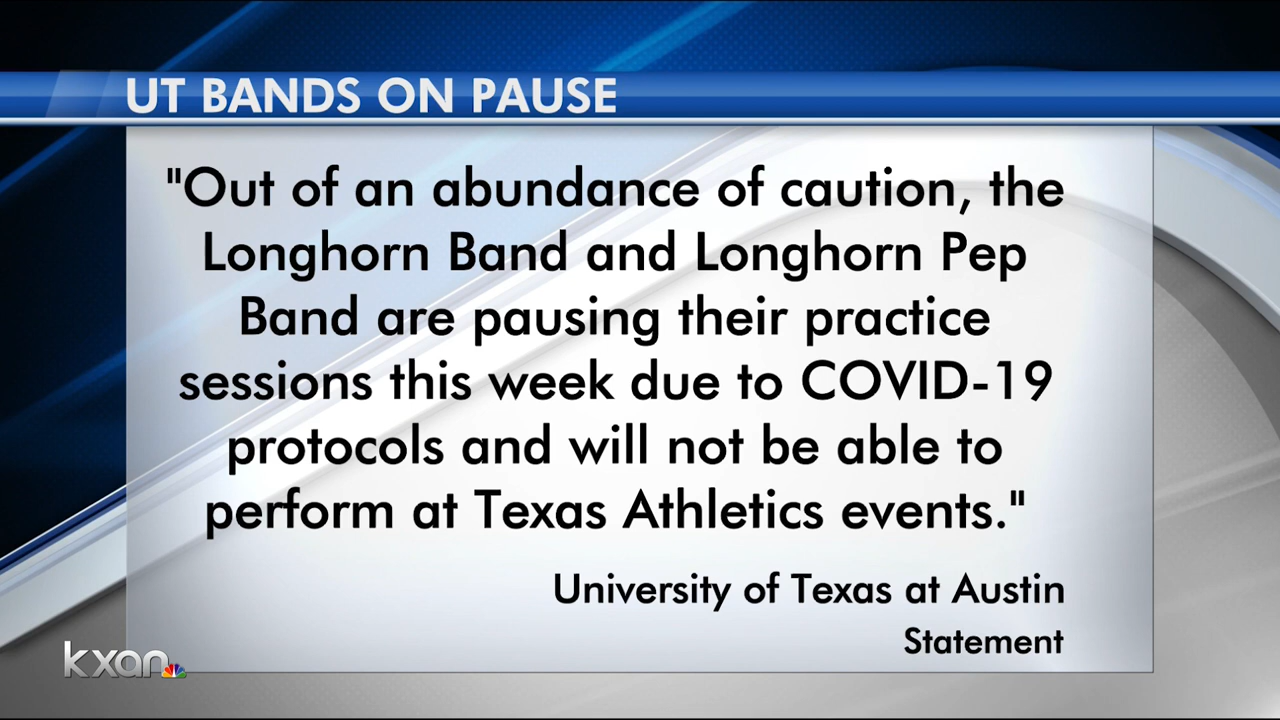 UT BANDS ON PAUSE
"Out of an abundance of caution, the
Longhorn Band and Longhorn Pep
Band are pausing their practice
sessions this week due to COVID-19
protocols and will not be able to
perform at Texas Athletics events."
University of Texas at Austin
Statement
kxan